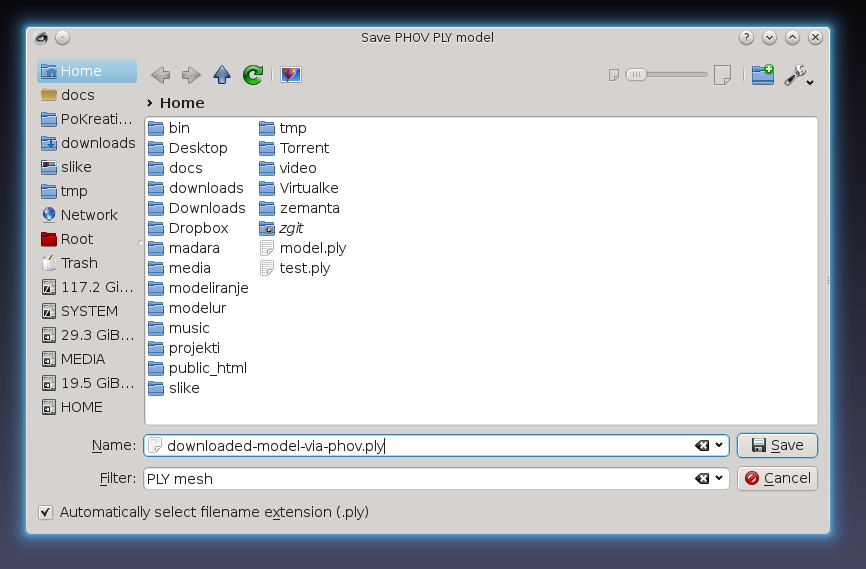 Save PH0V PLY model
Home
docs
PoKreati...
downloads
slike
tmp
Network
Root
Trash
117.2 Gi...
SYSTEM
29.3 GiB...
MEDIA
19.5 GiB...
HOME
Home
bin
Desktop
docs
downloads
Downloads
Dropbox
madara
media
modeliranje
modelur
music
projekti
public_html
slike
tmp
Torrent
video
Virtualke
zemanta
zgit
model.ply
test.ply
Name: downloaded-model-via-phov.ply Save
Filter: PLY mesh Cancel
Automatically select filename extension (.ply)